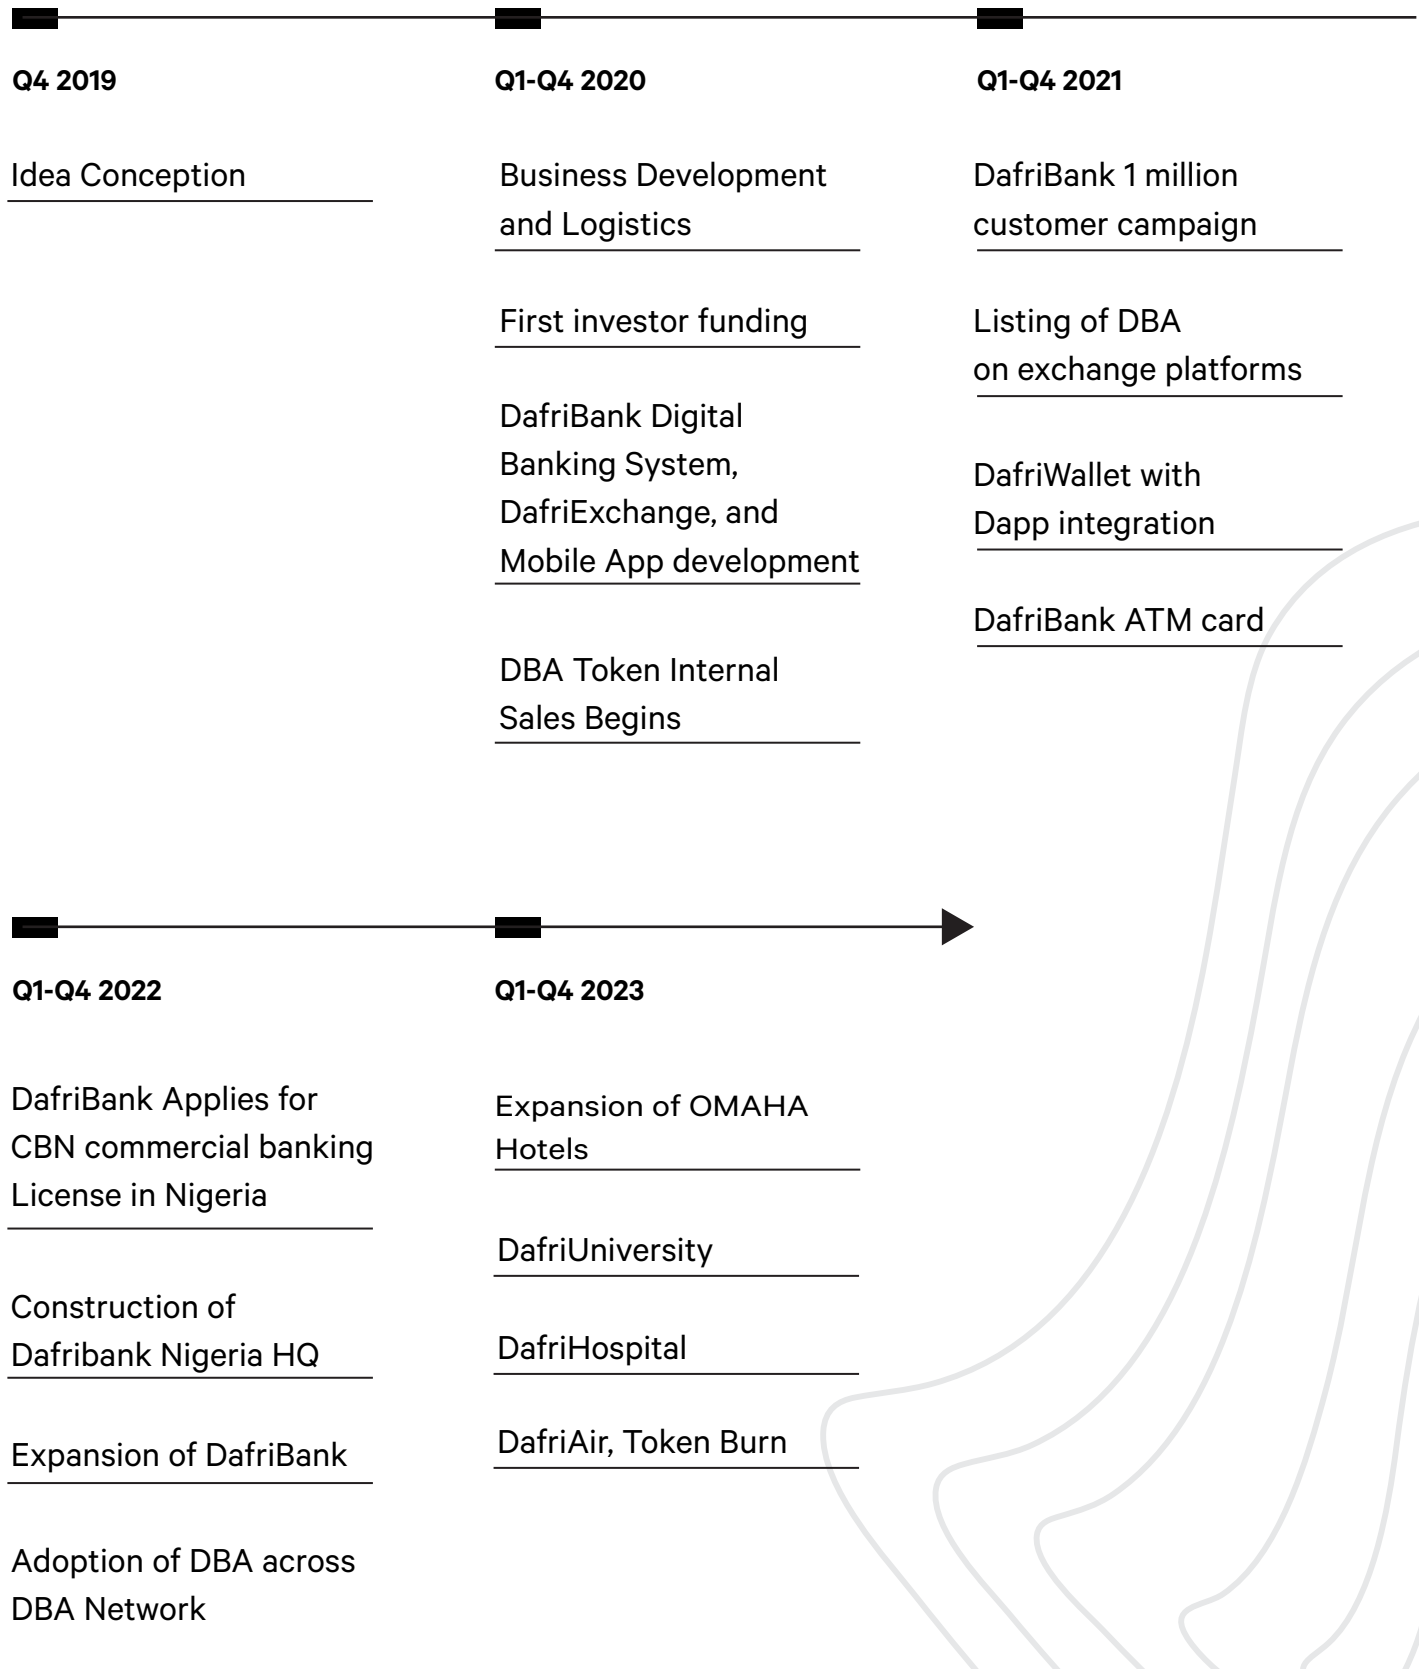 Q4 2019
Idea Conception
Q1-Q4 2020
Business Development
and Logistics
First investor funding
DafriBank Digital
Banking System,
DafriExchange, and
Mobile App development
DBA Token Internal
Sales Begins
Q1-Q4 2021
DafriBank 1 million
customer campaign
Listing of DBA
on exchange platforms
DafriWallet with
Dapp integration
DafriBank ATM card
Q1-Q4 2022
DafriBank Applies for
CBN commercial banking
License in Nigeria
Construction of
Dafribank Nigeria HQ
Expansion of DafriBank
Adoption of DBA across
DBA Network
Q1-Q4 2023
Expansion of OMAHA
Hotels
DafriUniversity
DafriHospital
DafriAir, Token Burn